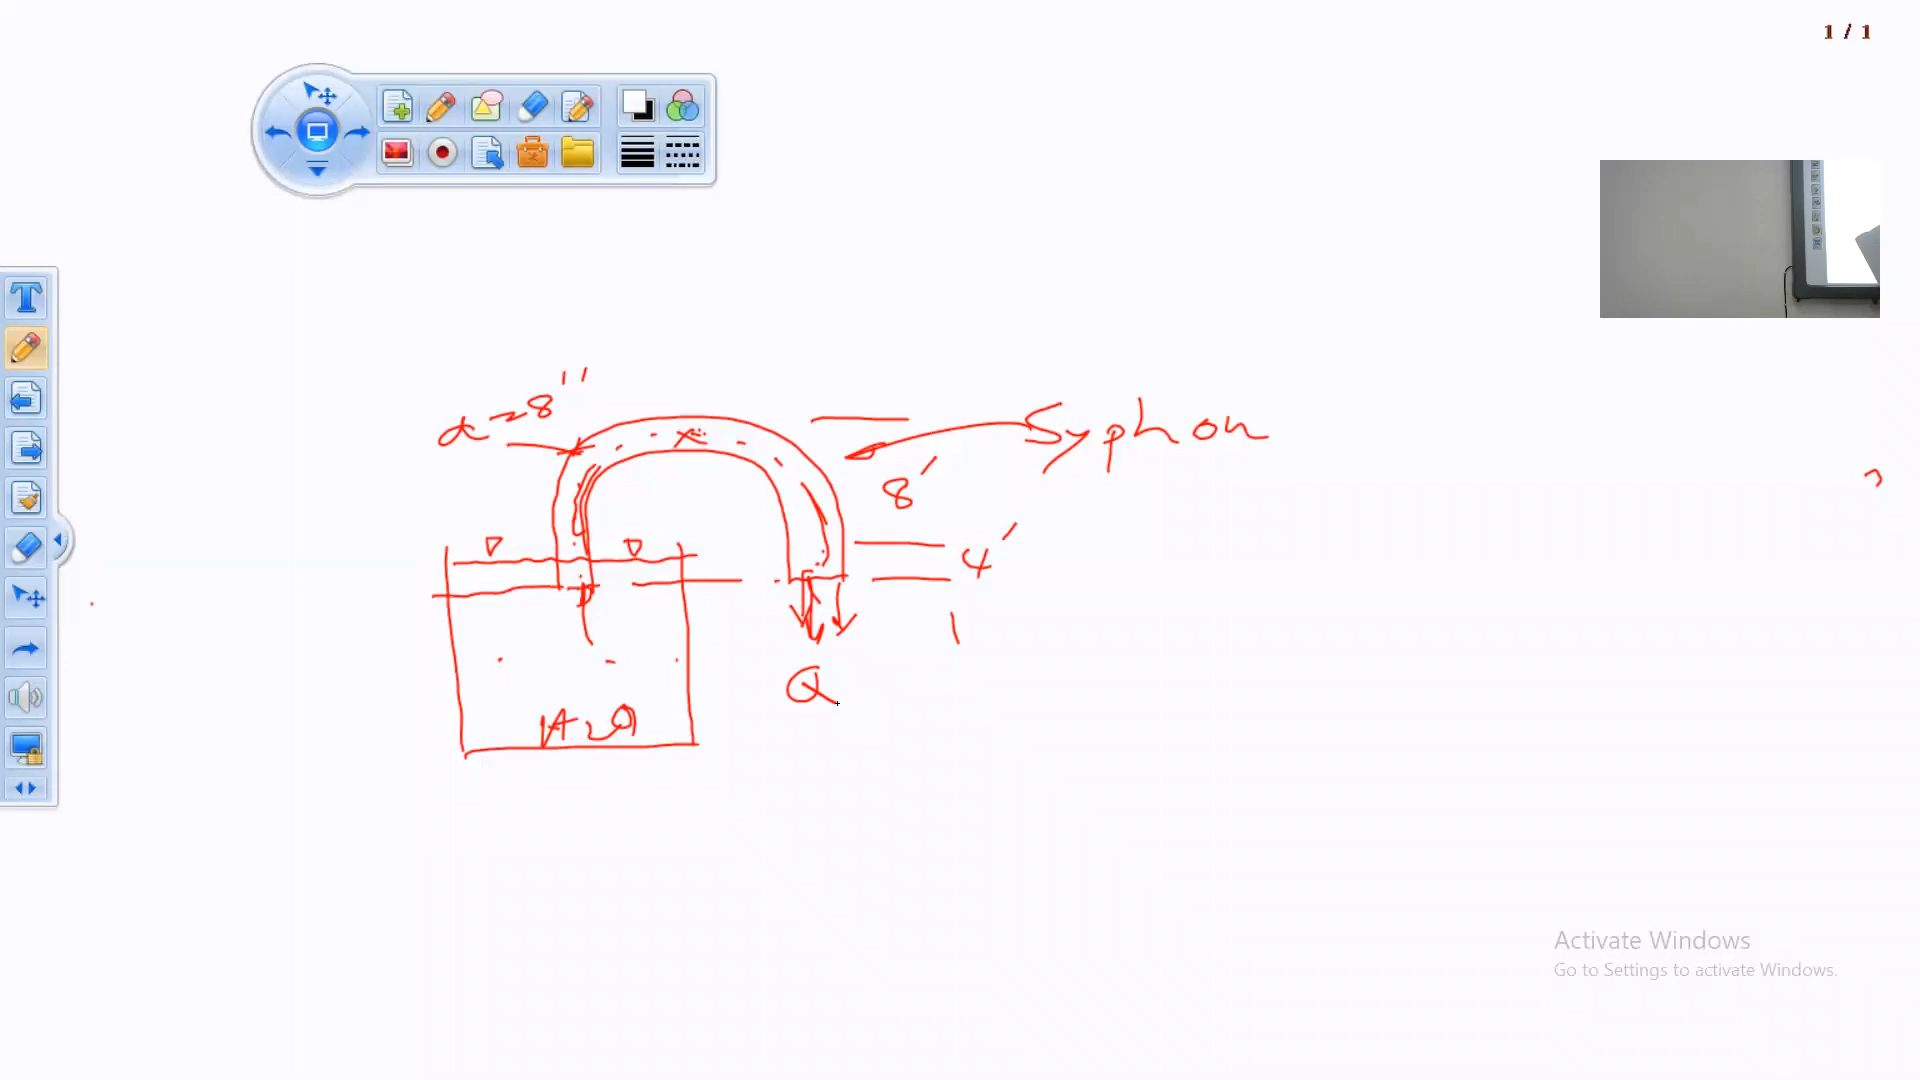 1 / 1
d = 8''
Syphon
8'
4'
Q
H2O
Activate Windows
Go to Settings to activate Windows.